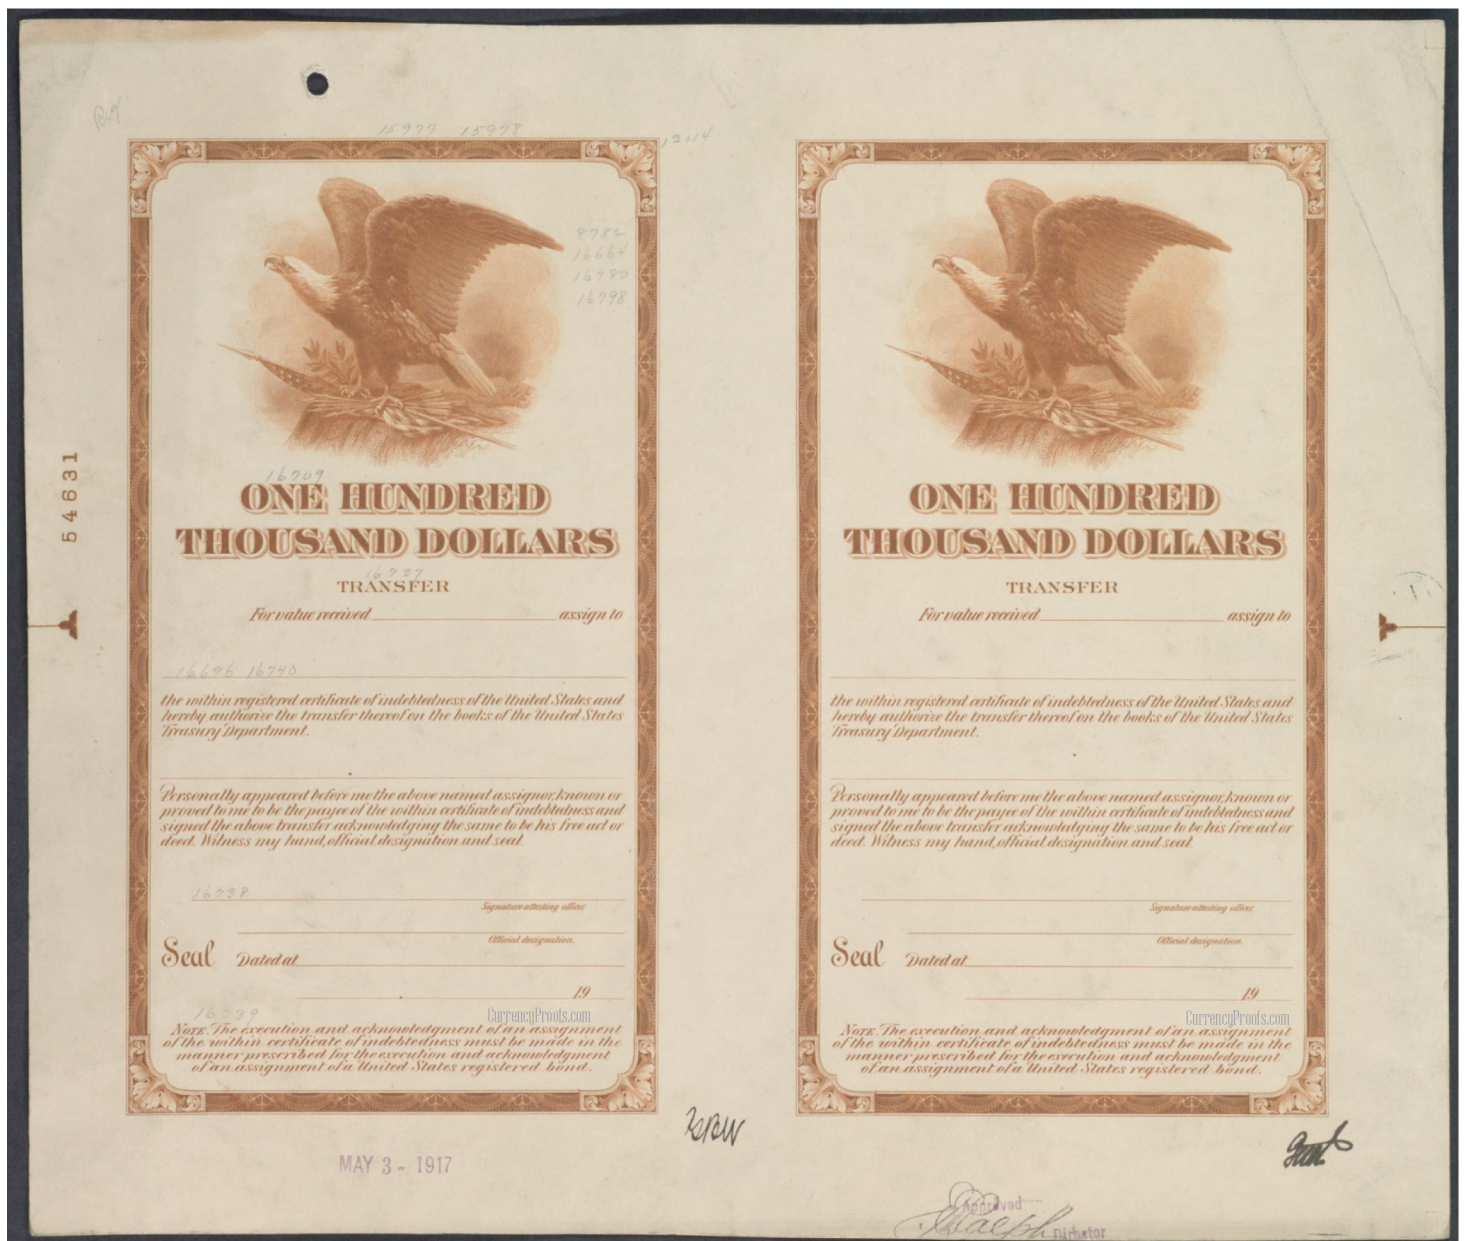 15977 15978
13014
8782
16664
16780
16798
54631
16709
ONE HUNDRED
THOUSAND DOLLARS
16737
TRANSFER
For value received assign to
16696 16740
the within registered certificate of indebtedness of the United States and
hereby authorize the transfer thereof on the books of the United States
Treasury Department.
Personally appeared before me the above named assignor, known or
proved to me to be the payee of the within certificate of indebtedness and
signed the above transfer acknowledging the same to be his free act or
deed. Witness my hand, official designation and seal.
16738
Signature attesting officer.
Official designation.
Seal Dated at
19
16739
CurrencyProofs.com
NOTE. The execution and acknowledgment of an assignment
of the within certificate of indebtedness must be made in the
manner prescribed for the execution and acknowledgment
of an assignment of a United States registered bond.
ONE HUNDRED
THOUSAND DOLLARS
TRANSFER
For value received assign to
the within registered certificate of indebtedness of the United States and
hereby authorize the transfer thereof on the books of the United States
Treasury Department.
Personally appeared before me the above named assignor, known or
proved to me to be the payee of the within certificate of indebtedness and
signed the above transfer acknowledging the same to be his free act or
deed. Witness my hand, official designation and seal.
Signature attesting officer.
Official designation.
Seal Dated at
19
CurrencyProofs.com
NOTE. The execution and acknowledgment of an assignment
of the within certificate of indebtedness must be made in the
manner prescribed for the execution and acknowledgment
of an assignment of a United States registered bond.
MAY 3 - 1917
Approved
Ralph Director